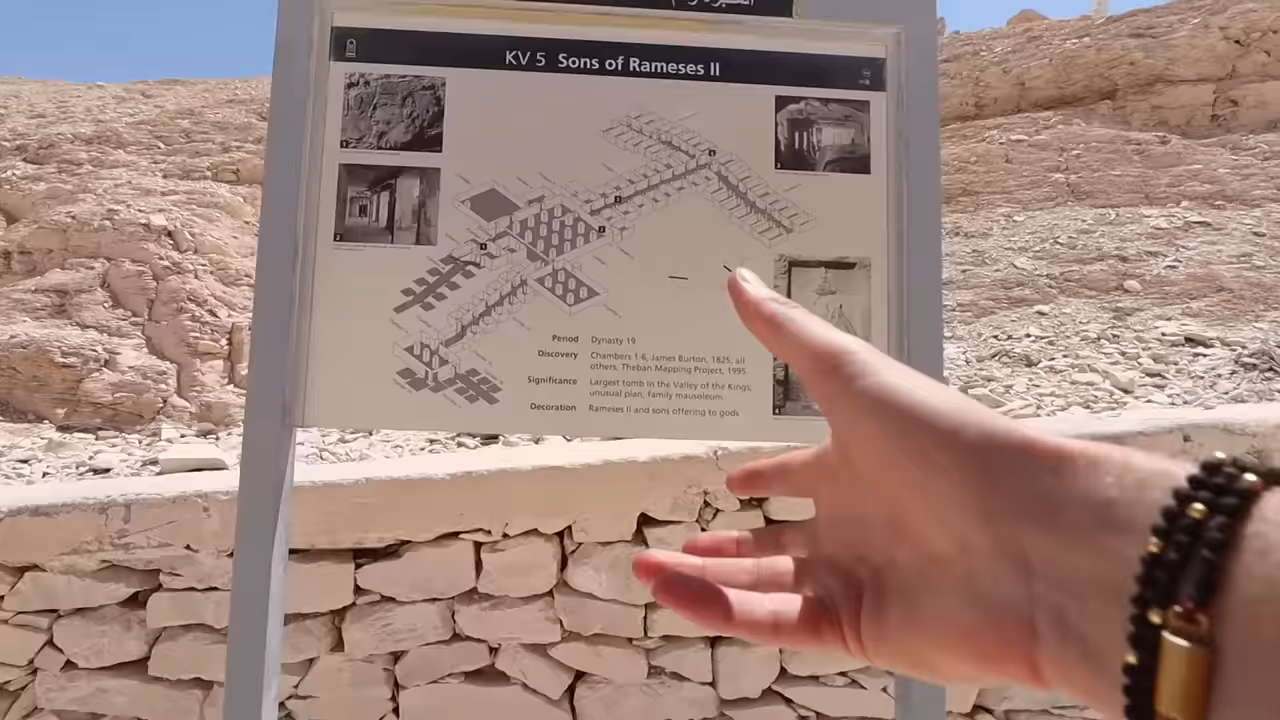 KV 5 Sons of Rameses II
Period Dynasty 19
Discovery Chambers 1-6, James Burton, 1825, all
others, Theban Mapping Project, 1995.
Significance Largest tomb in the Valley of the Kings;
unusual plan, family mausoleum.
Decoration Rameses II and sons offering to gods